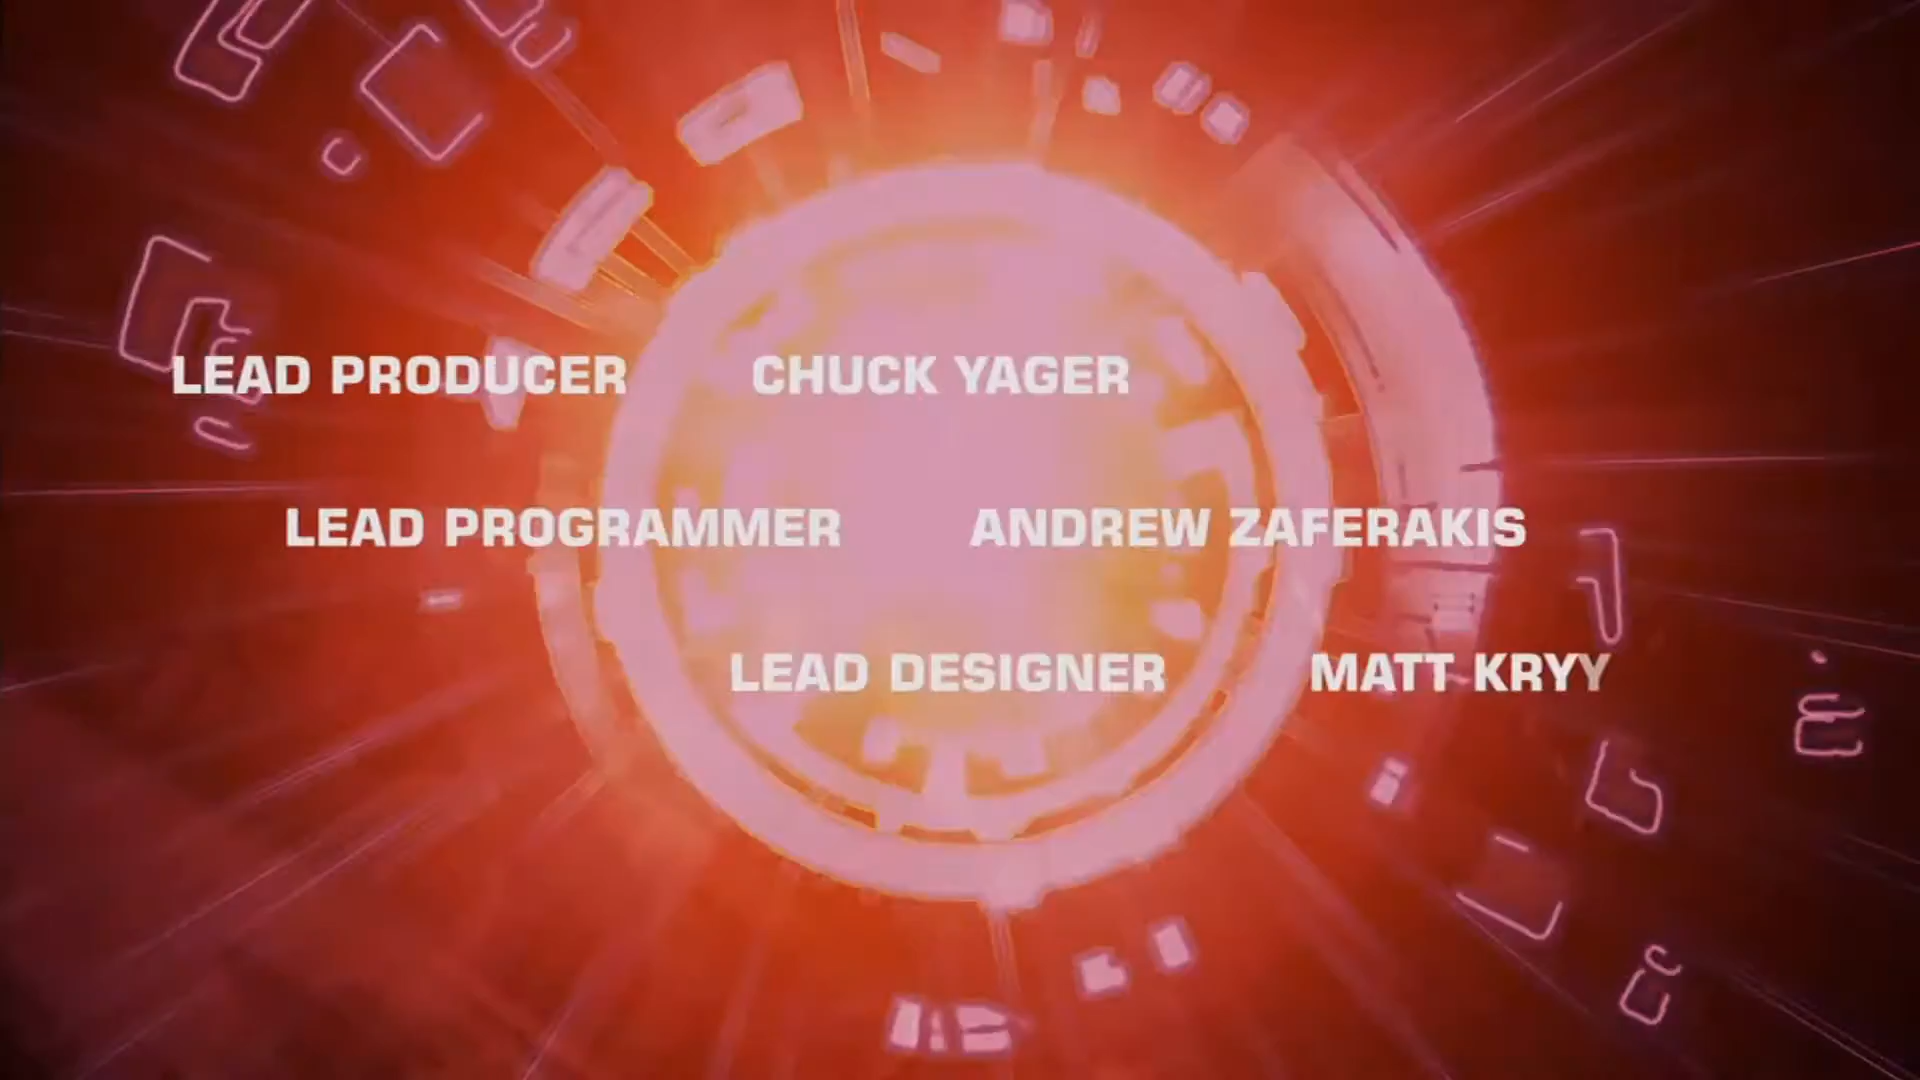 LEAD PRODUCER CHUCK YAGER
LEAD PROGRAMMER ANDREW ZAFERAKIS
LEAD DESIGNER MATT KRYY